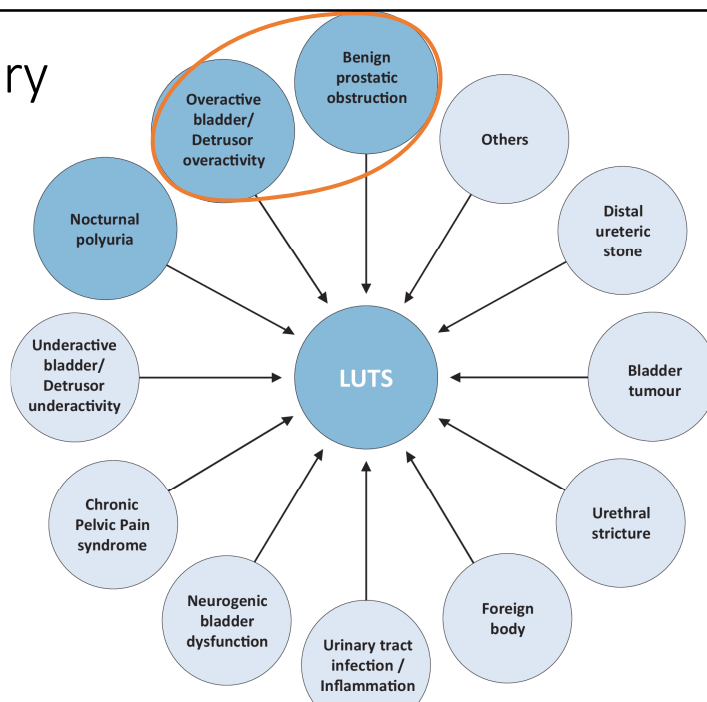 ry
Benign
prostatic
obstruction
Overactive
bladder/
Detrusor
overactivity
Others
Nocturnal
polyuria
Distal
ureteric
stone
LUTS
Underactive
bladder/
Detrusor
underactivity
Bladder
tumour
Chronic
Pelvic Pain
syndrome
Urethral
stricture
Neurogenic
bladder
dysfunction
Foreign
body
Urinary tract
infection /
Inflammation